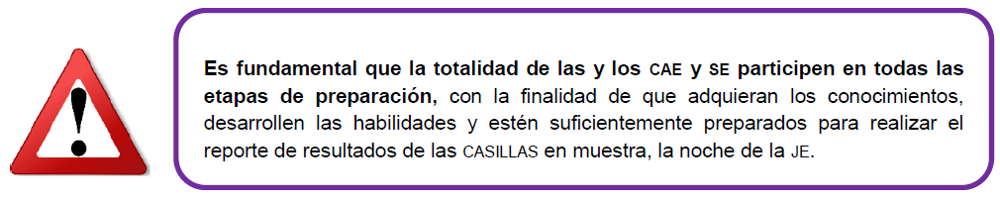 Es fundamental que la totalidad de las y los CAE y SE participen en todas las
etapas de preparación, con la finalidad de que adquieran los conocimientos,
desarrollen las habilidades y estén suficientemente preparados para realizar el
reporte de resultados de las CASILLAS en muestra, la noche de la JE.